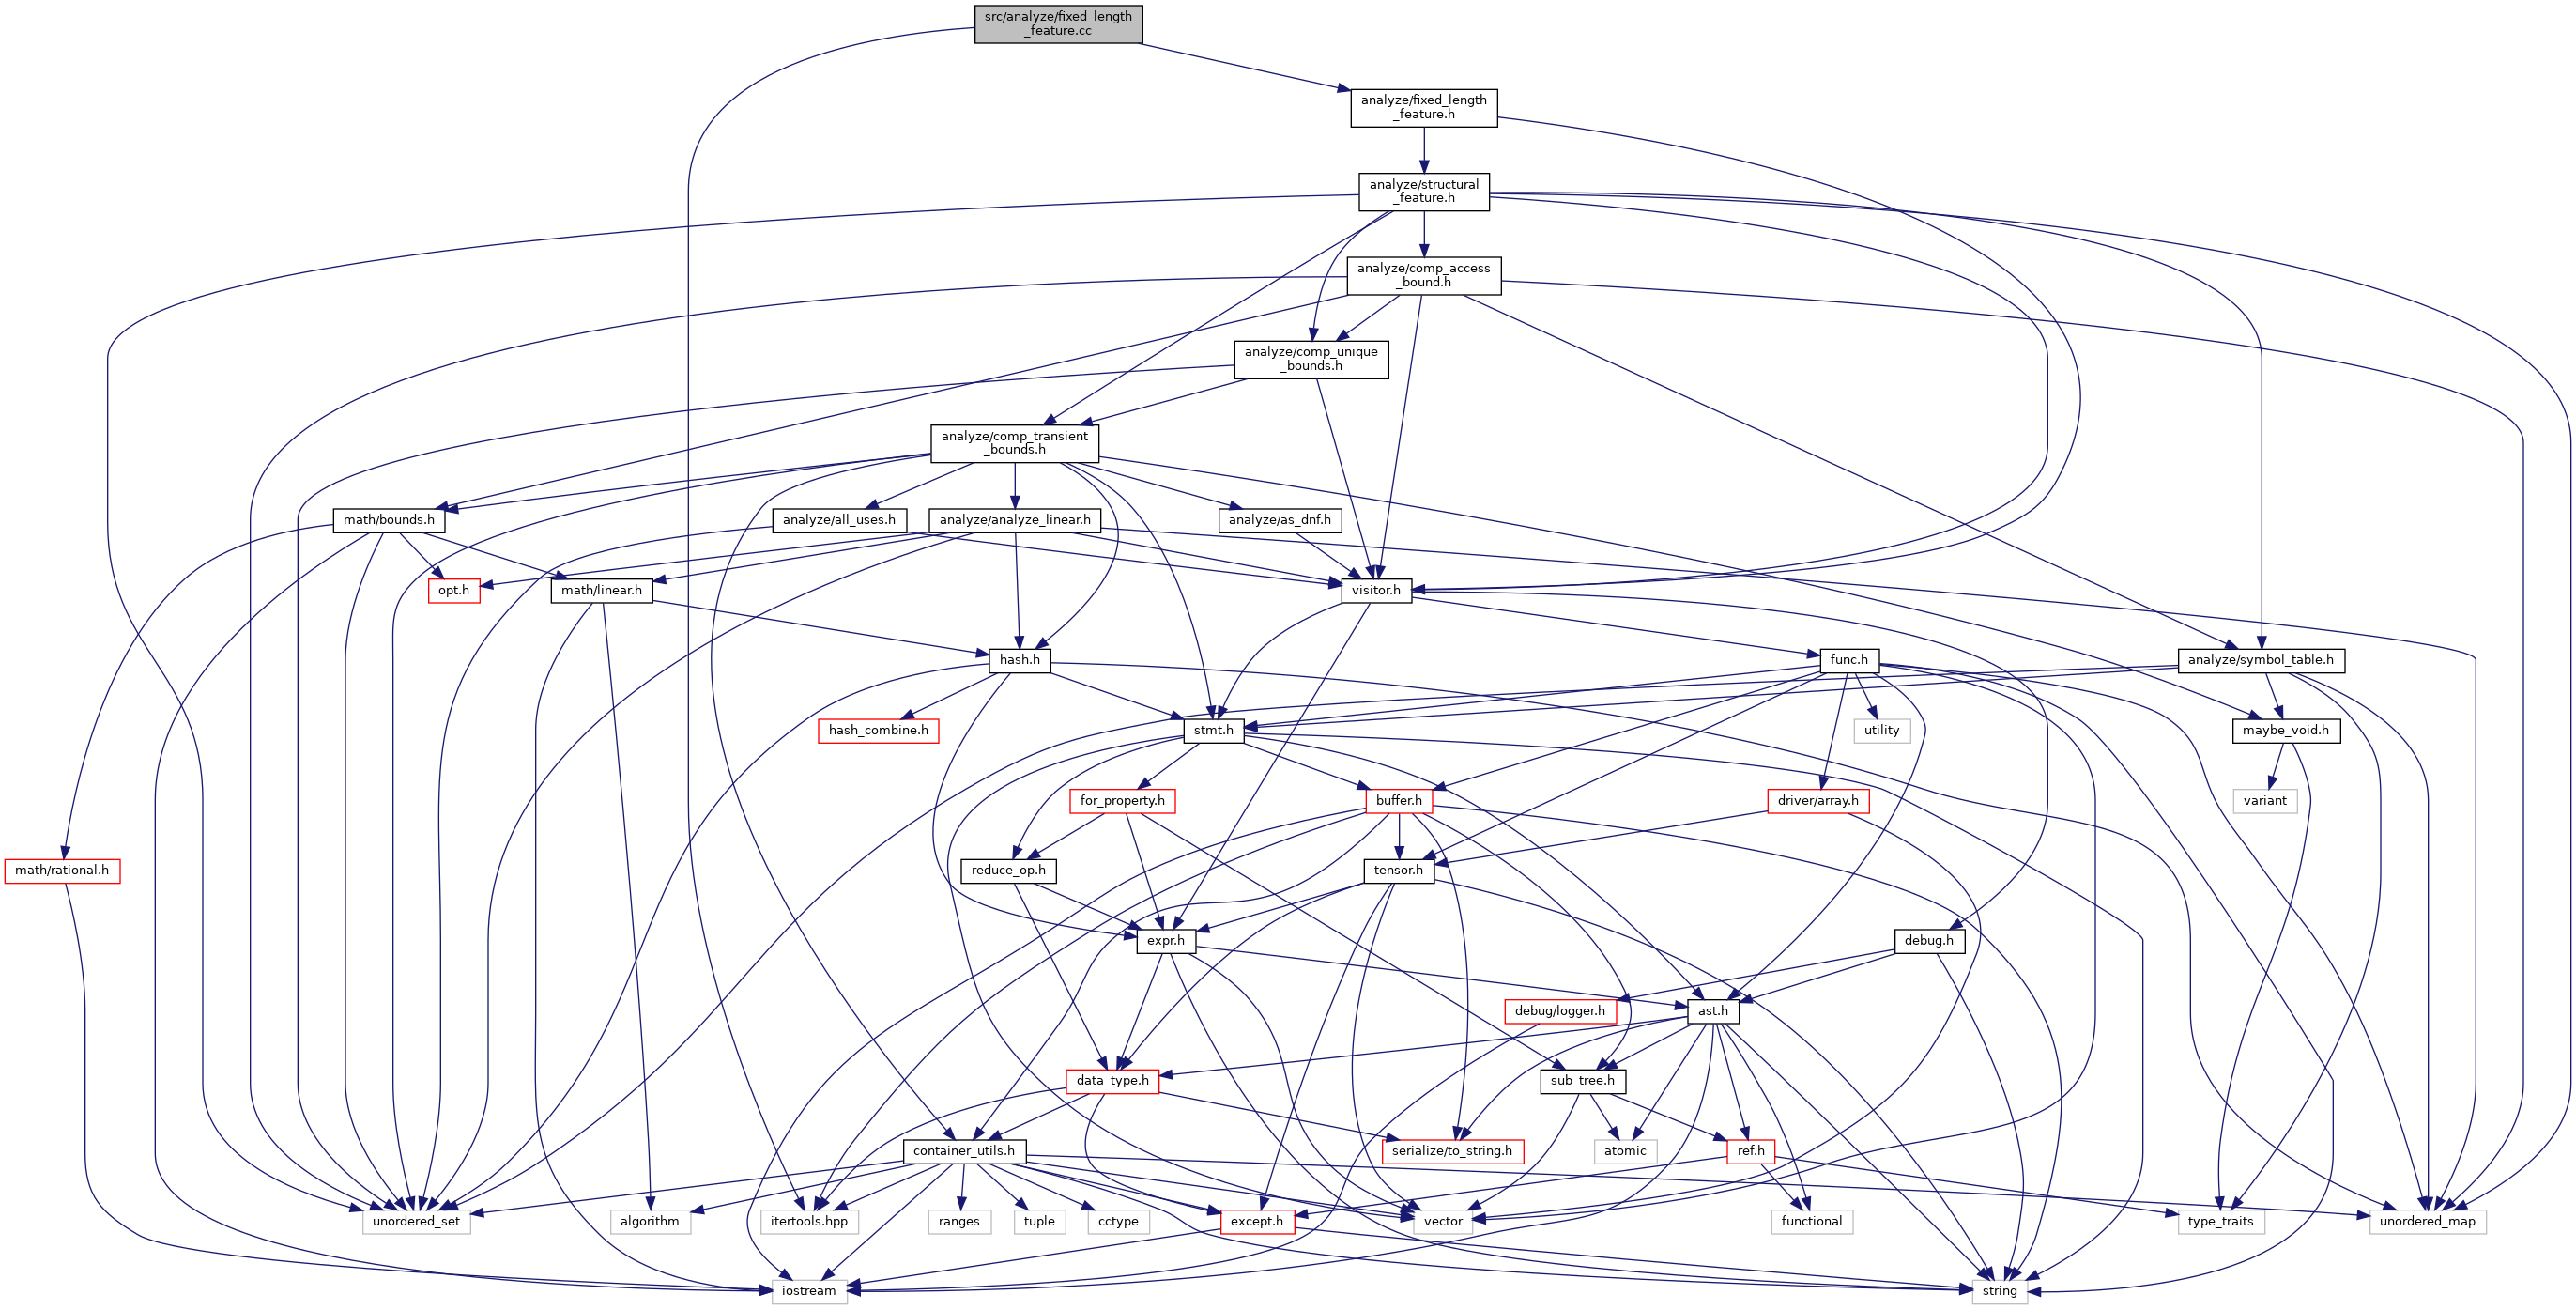 src/analyze/fixed_length
_feature.cc
analyze/fixed_length
_feature.h
analyze/structural
_feature.h
analyze/comp_access
_bound.h
analyze/comp_unique
_bounds.h
analyze/comp_transient
_bounds.h
math/bounds.h
analyze/all_uses.h
analyze/analyze_linear.h
analyze/as_dnf.h
opt.h
math/linear.h
visitor.h
hash.h
func.h
analyze/symbol_table.h
hash_combine.h
stmt.h
utility
maybe_void.h
for_property.h
buffer.h
driver/array.h
variant
math/rational.h
reduce_op.h
tensor.h
expr.h
debug.h
debug/logger.h
ast.h
data_type.h
sub_tree.h
container_utils.h
serialize/to_string.h
atomic
ref.h
unordered_set
algorithm
itertools.hpp
ranges
tuple
cctype
except.h
vector
functional
type_traits
unordered_map
iostream
string